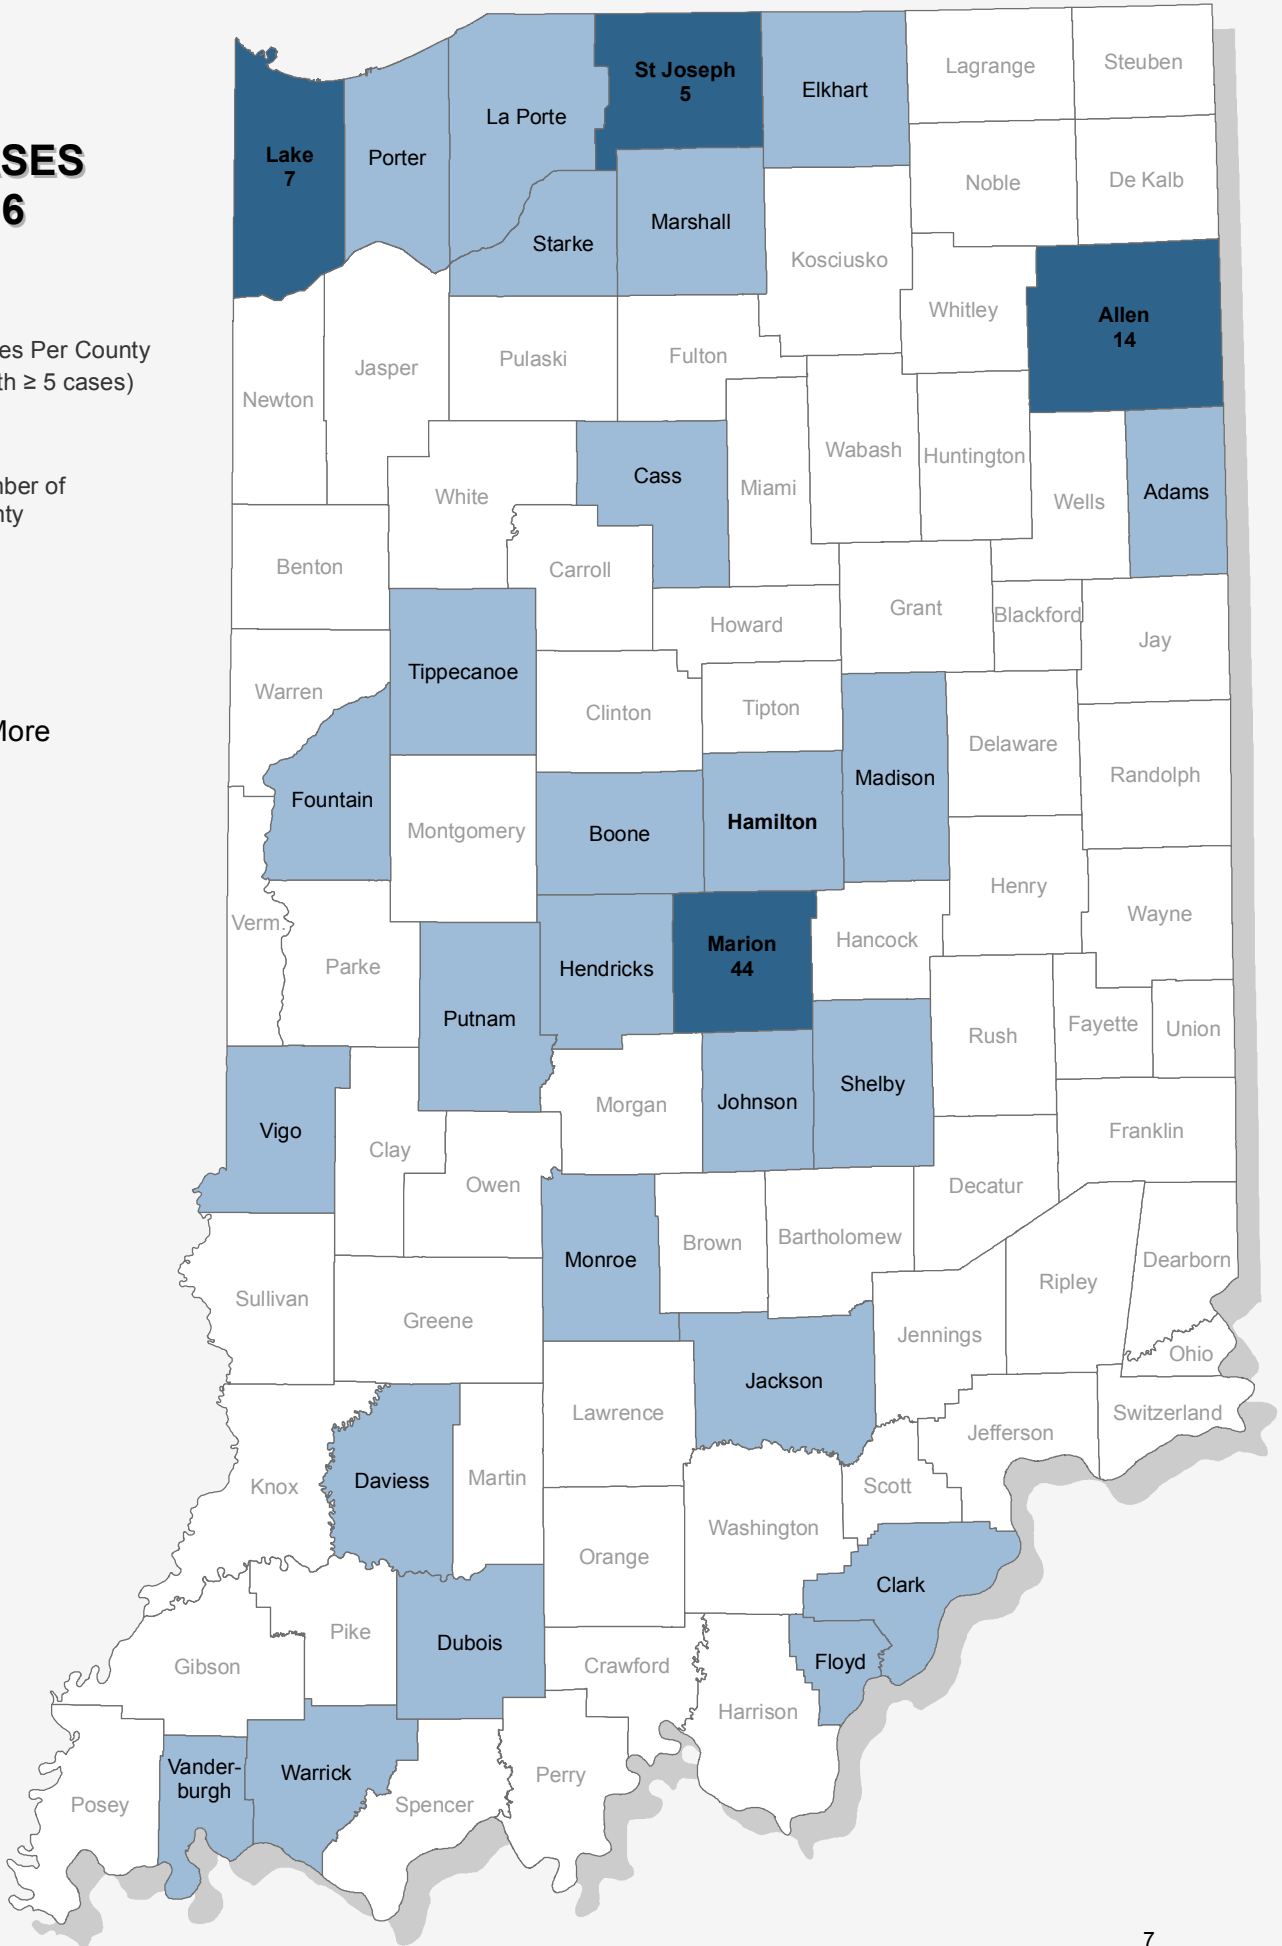 SES
6
es Per County
th ≥ 5 cases)
ber of
nty
More
Lake
7
Porter
La Porte
St Joseph
5
Elkhart
Lagrange
Steuben
Noble
De Kalb
Starke
Marshall
Kosciusko
Whitley
Allen
14
Newton
Jasper
Pulaski
Fulton
White
Cass
Miami
Wabash
Huntington
Wells
Adams
Benton
Carroll
Howard
Grant
Blackford
Jay
Warren
Tippecanoe
Clinton
Tipton
Madison
Delaware
Randolph
Fountain
Montgomery
Boone
Hamilton
Henry
Wayne
Verm.
Parke
Putnam
Hendricks
Marion
44
Hancock
Rush
Fayette
Union
Vigo
Clay
Owen
Morgan
Johnson
Shelby
Franklin
Decatur
Sullivan
Greene
Monroe
Brown
Bartholomew
Jennings
Ripley
Dearborn
Ohio
Switzerland
Jefferson
Knox
Daviess
Martin
Lawrence
Jackson
Scott
Washington
Orange
Clark
Floyd
Gibson
Pike
Dubois
Crawford
Harrison
Posey
Vander-
burgh
Warrick
Spencer
Perry
7